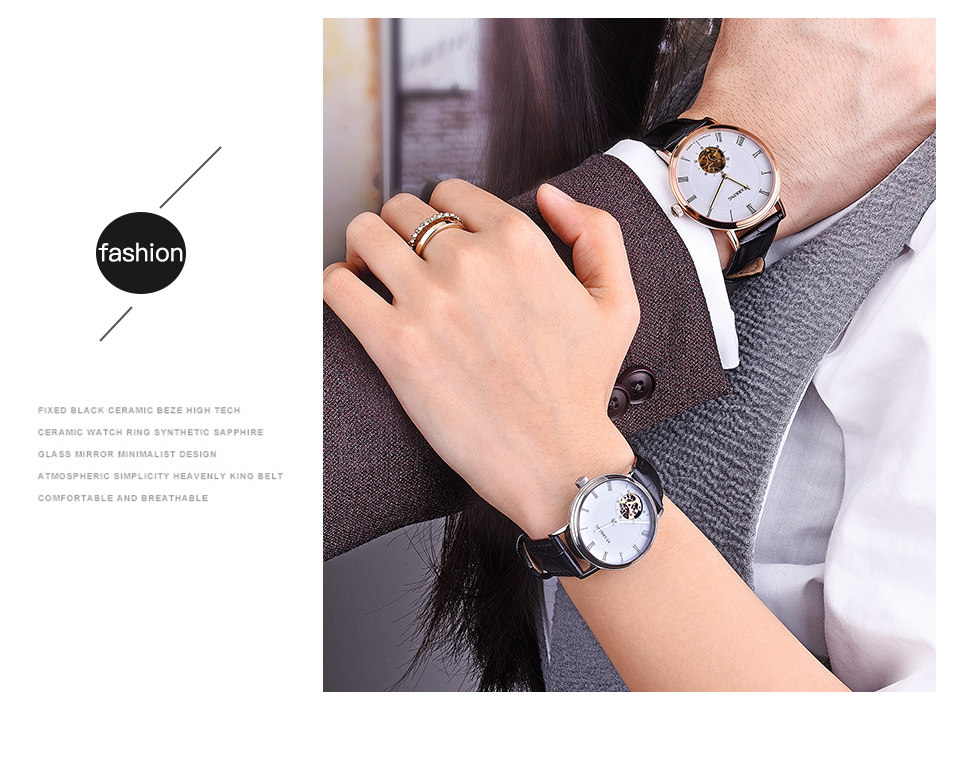 fashion
FIXED BLACK CERAMIC BEZE HIGH TECH
CERAMIC WATCH RING SYNTHETIC SAPPHIRE
GLASS MIRROR MINIMALIST DESIGN
ATMOSPHERIC SIMPLICITY HEAVENLY KING BELT
COMFORTABLE AND BREATHABLE